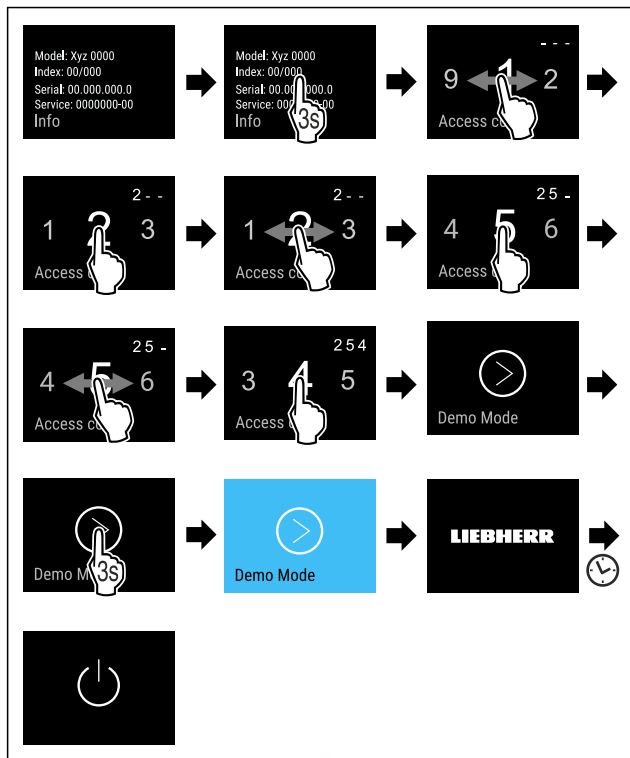 Model: Xyz 0000
Index: 00/000
Serial: 00.000.000.0
Service: 0000000-00
Info
Model: Xyz 0000
Index: 00/000
Serial: 00.000.0
Service: 00 -00
Info
3s
- - -
9 1 2
Access
2 - -
1 2 3
Access
2 - -
1 2 3
Access
2 5 -
4 5 6
Access
2 5 -
4 5 6
Access
2 5 4
3 4 5
Access
Demo Mode
Demo M
3s
Demo Mode
LIEBHERR